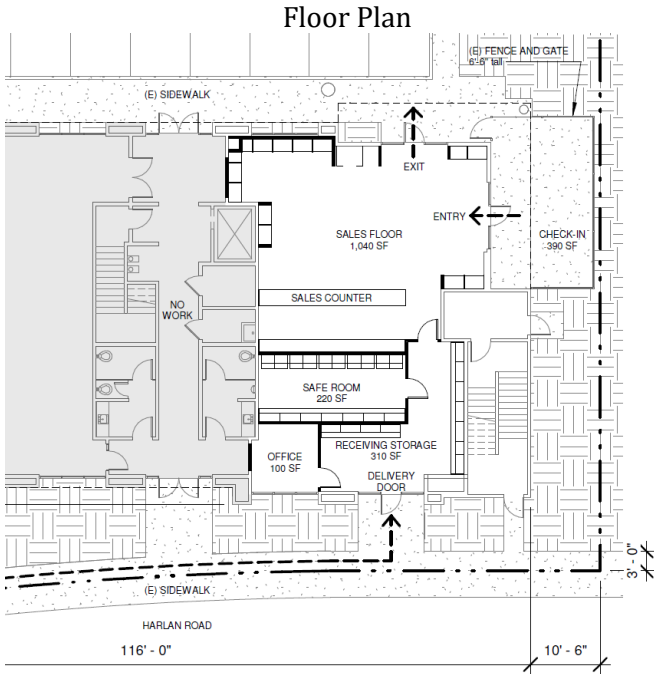 Floor Plan
(E) FENCE AND GATE
6'-6" tall
(E) SIDEWALK
EXIT
ENTRY
SALES FLOOR
1,040 SF
CHECK-IN
390 SF
SALES COUNTER
NO
WORK
SAFE ROOM
220 SF
RECEIVING STORAGE
310 SF
OFFICE
100 SF
DELIVERY
DOOR
3' - 0"
(E) SIDEWALK
HARLAN ROAD
116' - 0"
10' - 6"